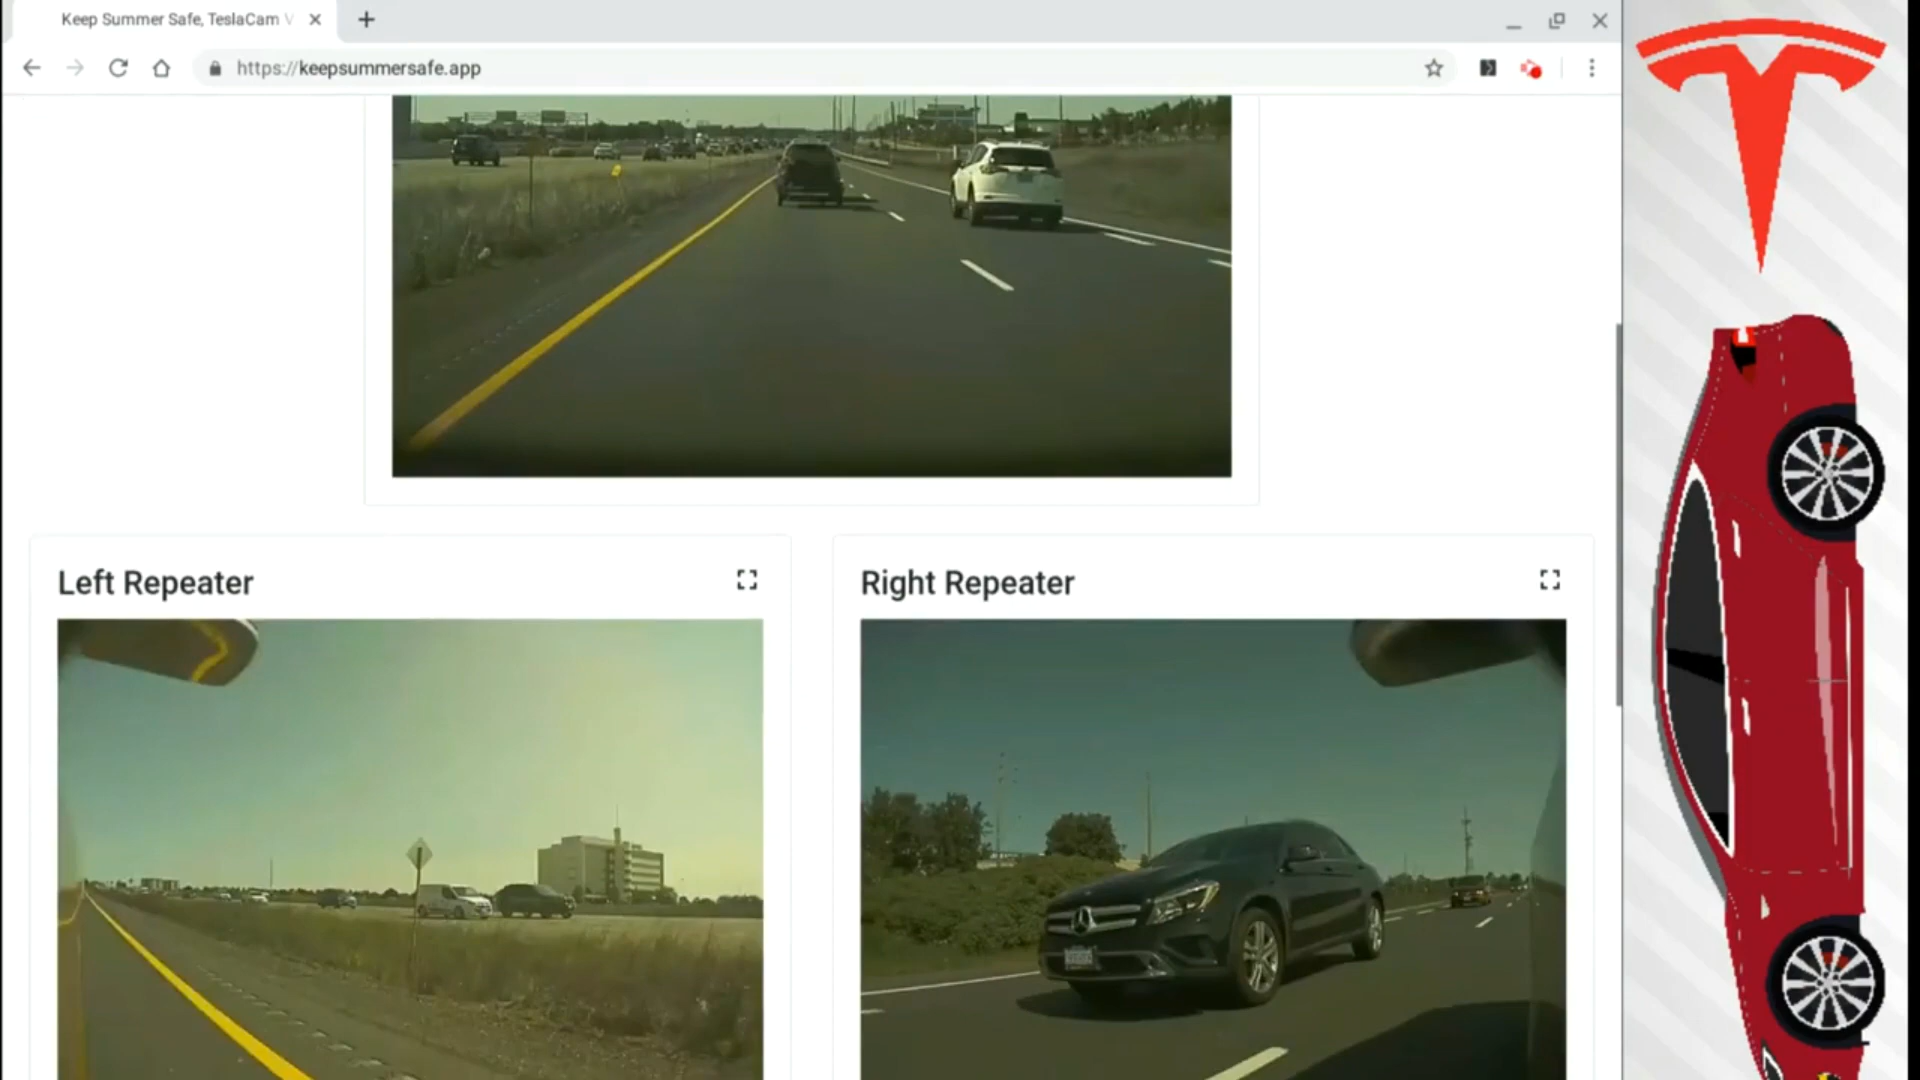 Keep Summer Safe, TeslaCam V
https://keepsummersafe.app
Left Repeater
Right Repeater